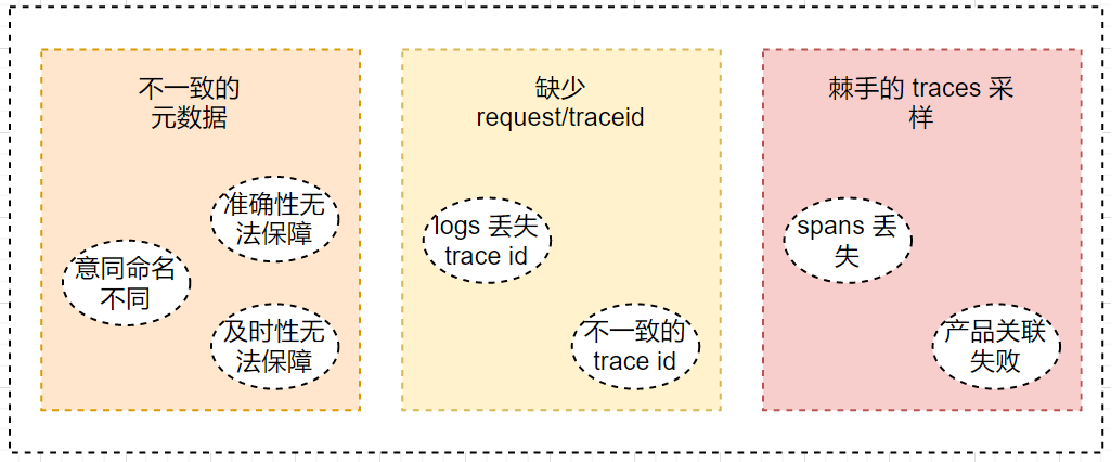 不一致的
元数据
准确性无
法保障
意同命名
不同
及时性无
法保障
缺少
request/traceid
logs 丢失
trace id
不一致的
trace id
棘手的 traces 采
样
spans 丢
失
产品关联
失败